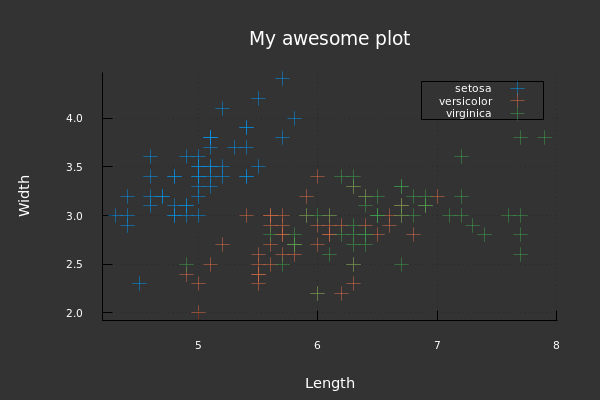 My awesome plot
setosa
versicolor
virginica
Width
4.0
3.5
3.0
2.5
2.0
5 6 7 8
Length